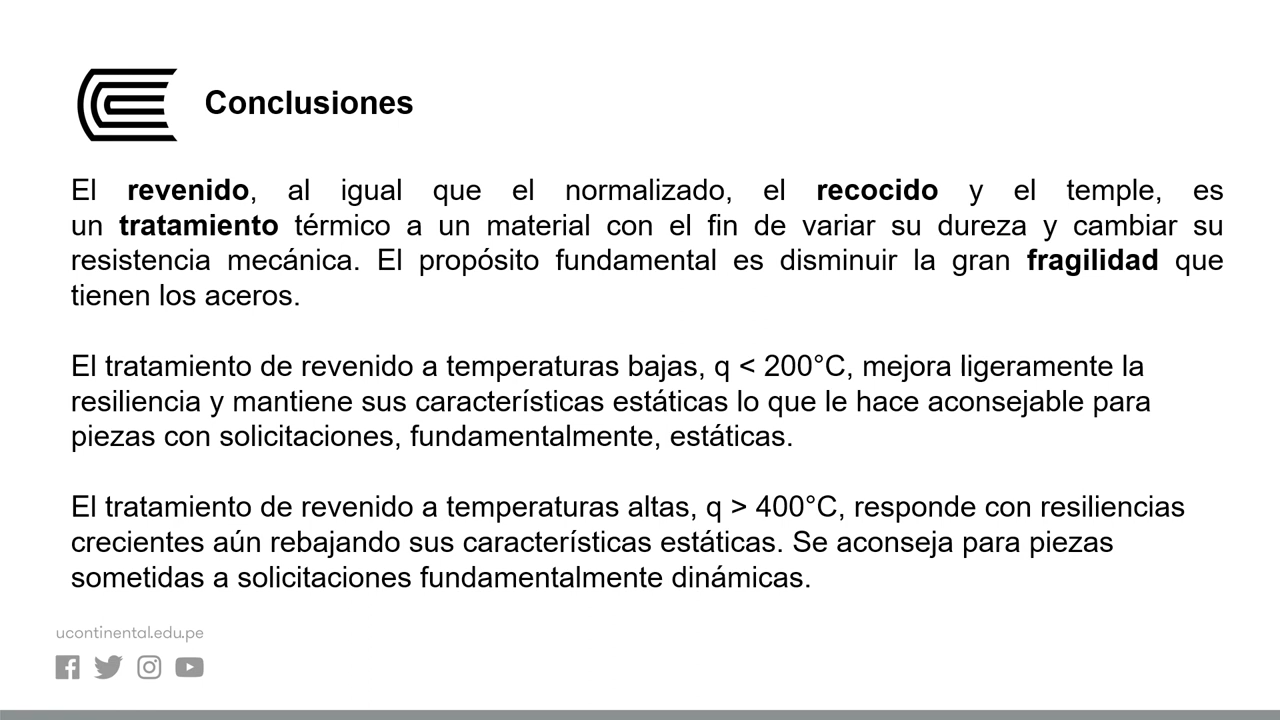 Conclusiones
El revenido, al igual que el normalizado, el recocido y el temple, es
un tratamiento térmico a un material con el fin de variar su dureza y cambiar su
resistencia mecánica. El propósito fundamental es disminuir la gran fragilidad que
tienen los aceros.
El tratamiento de revenido a temperaturas bajas, q < 200°C, mejora ligeramente la
resiliencia y mantiene sus características estáticas lo que le hace aconsejable para
piezas con solicitaciones, fundamentalmente, estáticas.
El tratamiento de revenido a temperaturas altas, q > 400°C, responde con resiliencias
crecientes aún rebajando sus características estáticas. Se aconseja para piezas
sometidas a solicitaciones fundamentalmente dinámicas.
ucontinental.edu.pe